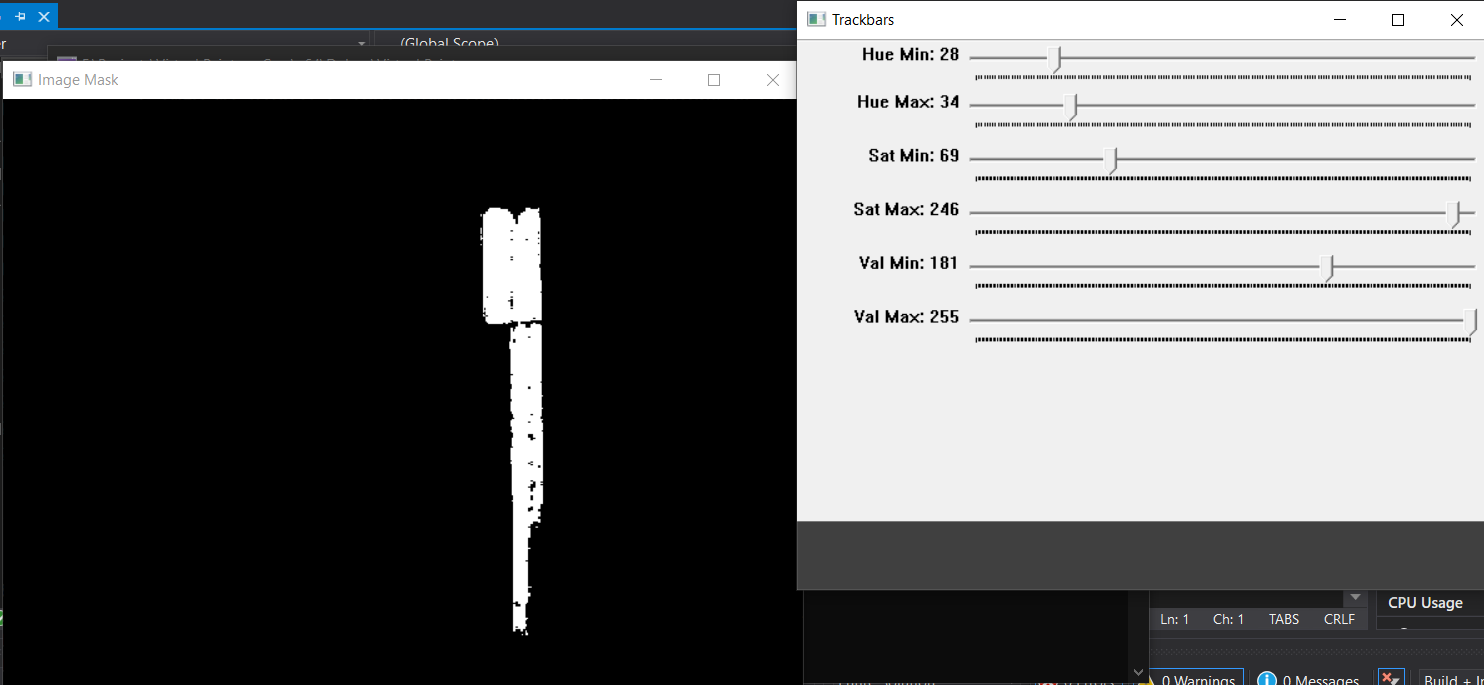 Trackbars
(Global Scope)
Image Mask
Hue Min: 28
Hue Max: 34
Sat Min: 69
Sat Max: 246
Val Min: 181
Val Max: 255
CPU Usage
Ln: 1 Ch: 1 TABS CRLF
0 Warnings 0 Messages Build + In